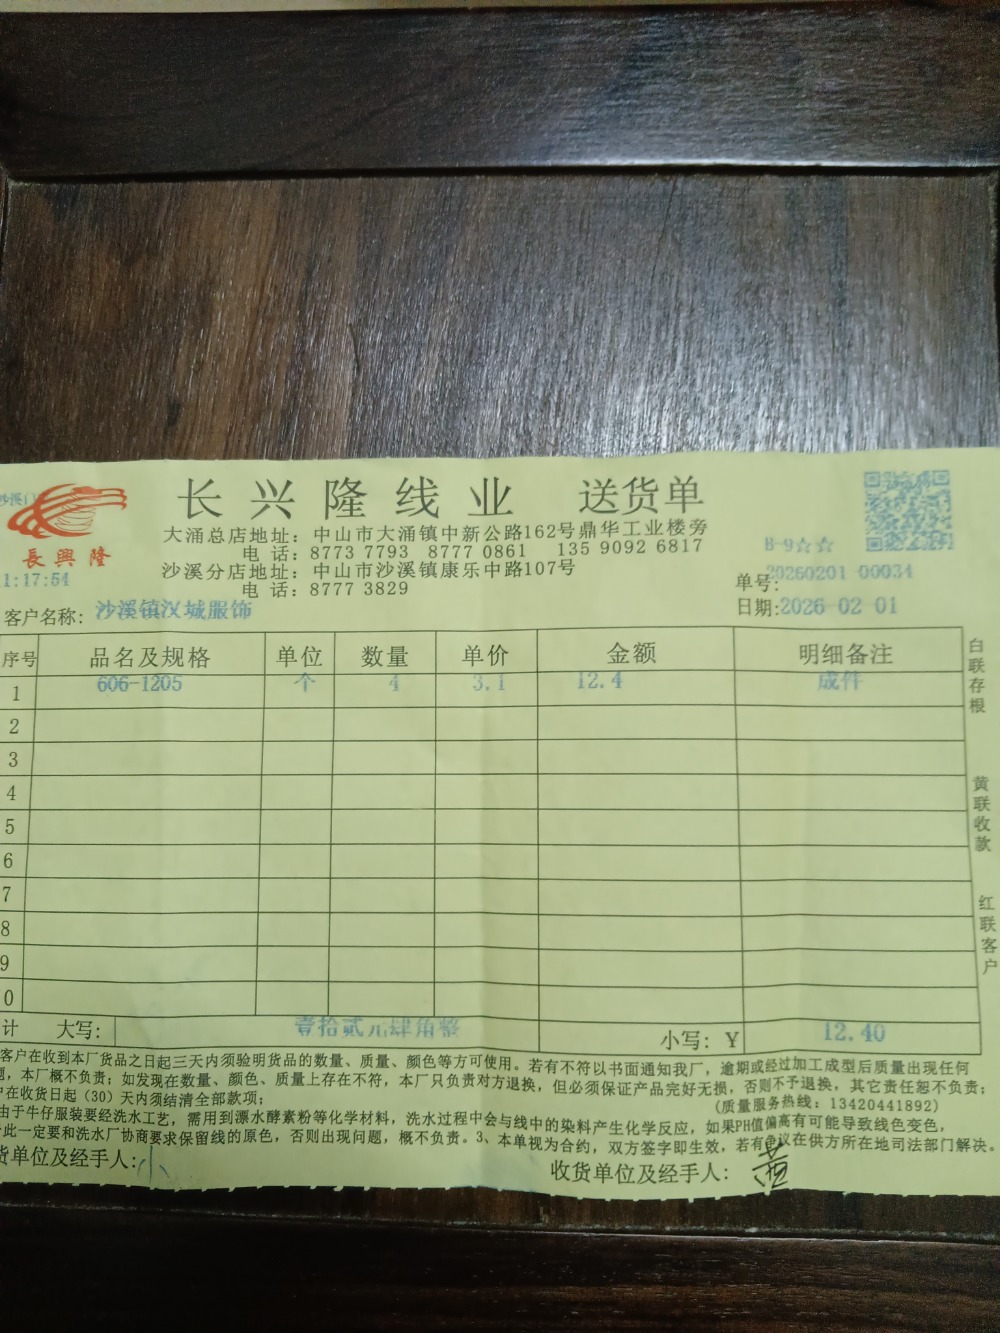 长兴隆线业 送货单
長興隆
大涌总店地址：中山市大涌镇中新公路162号鼎华工业楼旁
电 话：8773 7793 8777 0861 135 9092 6817
沙溪分店地址：中山市沙溪镇康乐中路107号
电 话：8777 3829
B-9☆☆
1:17:54
单号：20260201 00034
客户名称：沙溪镇汉城服饰
日期:2026-02-01
序号 品名及规格 单位 数量 单价 金额 明细备注
1 606-1205 个 4 3.1 12.4 成件
2
3
4
5
6
7
8
9
0
计 大写： 壹拾贰元肆角整 小写：¥ 12.40
白联存根
黄联收款
红联客户
客户在收到本厂货品之日起三天内须验明货品的数量、质量、颜色等方可使用。若有不符以书面通知我厂，逾期或经过加工成型后质量出现任何
题，本厂概不负责；如发现在数量、颜色、质量上存在不符，本厂只负责对方退换，但必须保证产品完好无损，否则不予退换，其它责任恕不负责；
户在收货日起（30）天内须结清全部款项； (质量服务热线：13420441892)
由于牛仔服装要经洗水工艺，需用到漂水酵素粉等化学材料，洗水过程中会与线中的染料产生化学反应，如果PH值偏高有可能导致线色变色，
此一定要和洗水厂协商要求保留线的原色，否则出现问题，概不负责。3、本单视为合约，双方签字即生效，若有争议在供方所在地司法部门解决。
货单位及经手人:小
收货单位及经手人：